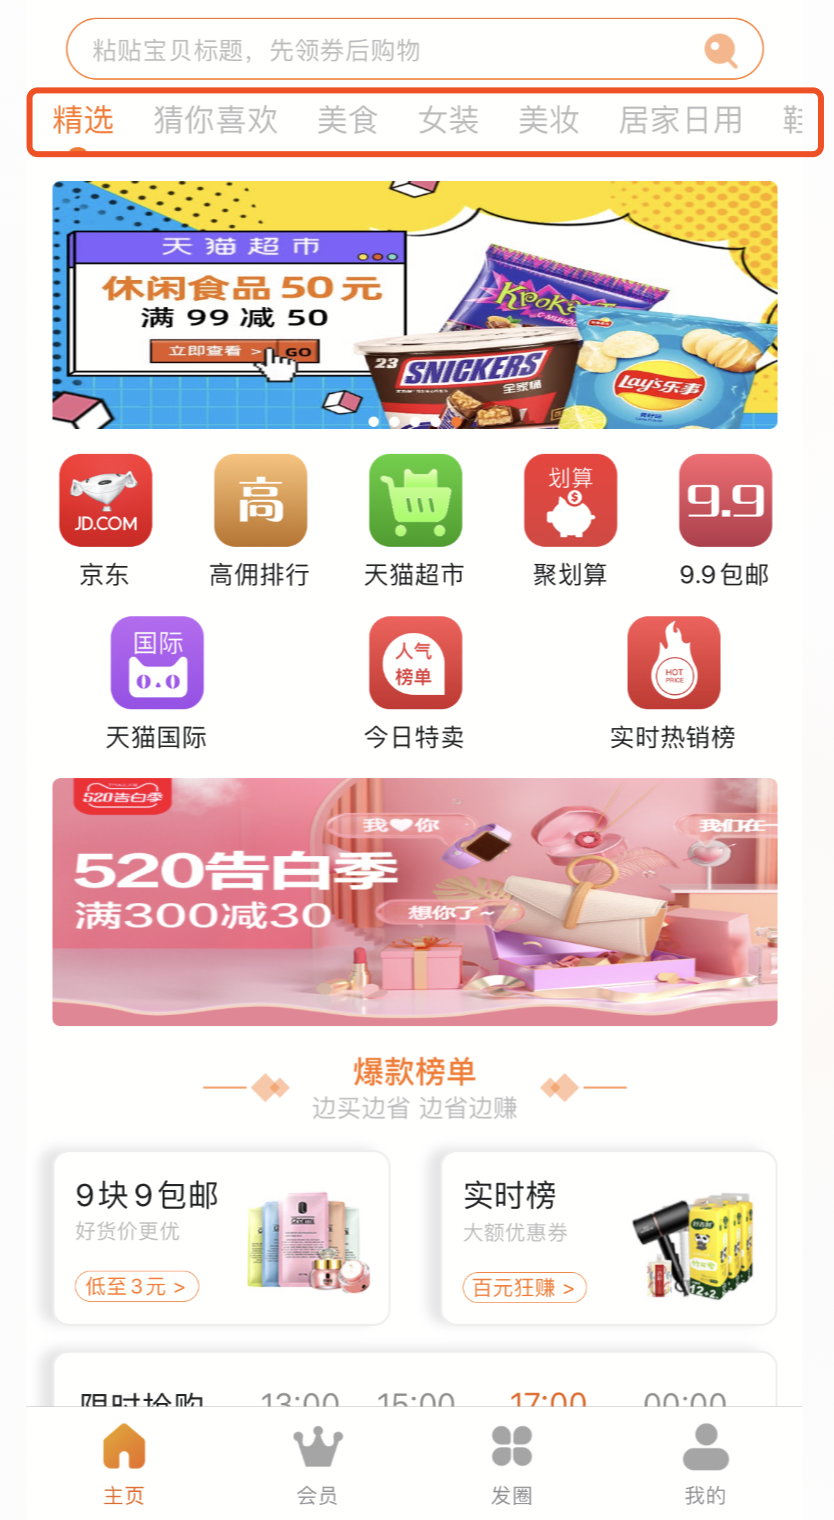 粘贴宝贝标题，先领券后购物
精选 猜你喜欢 美食 女装 美妆 居家日用
天猫超市
休闲食品50元
满99减50
立即查看 > GO
KpoKa
23 SNICKERS
全家桶
Lay's乐事
划算
高
9.9
JD.COM
京东 高佣排行 天猫超市 聚划算 9.9包邮
国际
人气
榜单
HOT
PRICE
天猫国际 今日特卖 实时热销榜
520告白季
我 你
我们在一
520告白季
满300减30
想你了~
爆款榜单
边买边省 边省边赚
9块9包邮
好货价更优
低至3元 >
实时榜
大额优惠券
百元狂赚 >
限时抢购 13:00 15:00 17:00 00:00
主页 会员 发圈 我的